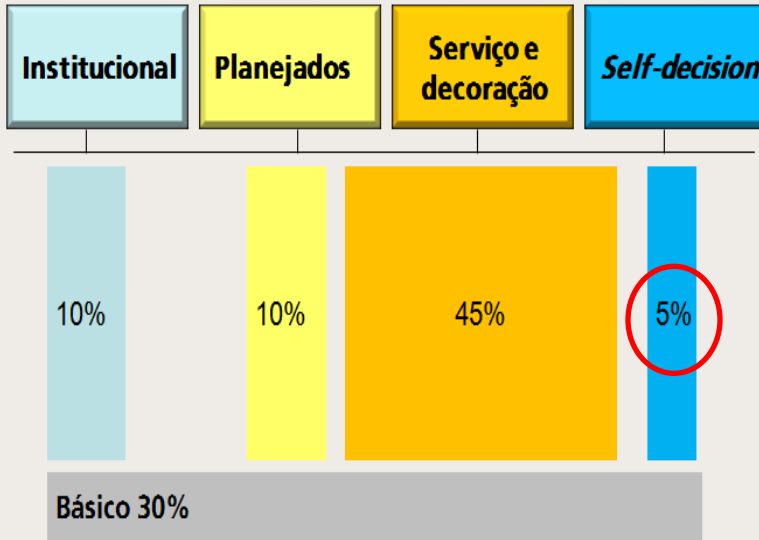 Institucional
Planejados
Serviço e
decoração
Self-decision
10%
10%
45%
5%
Básico 30%